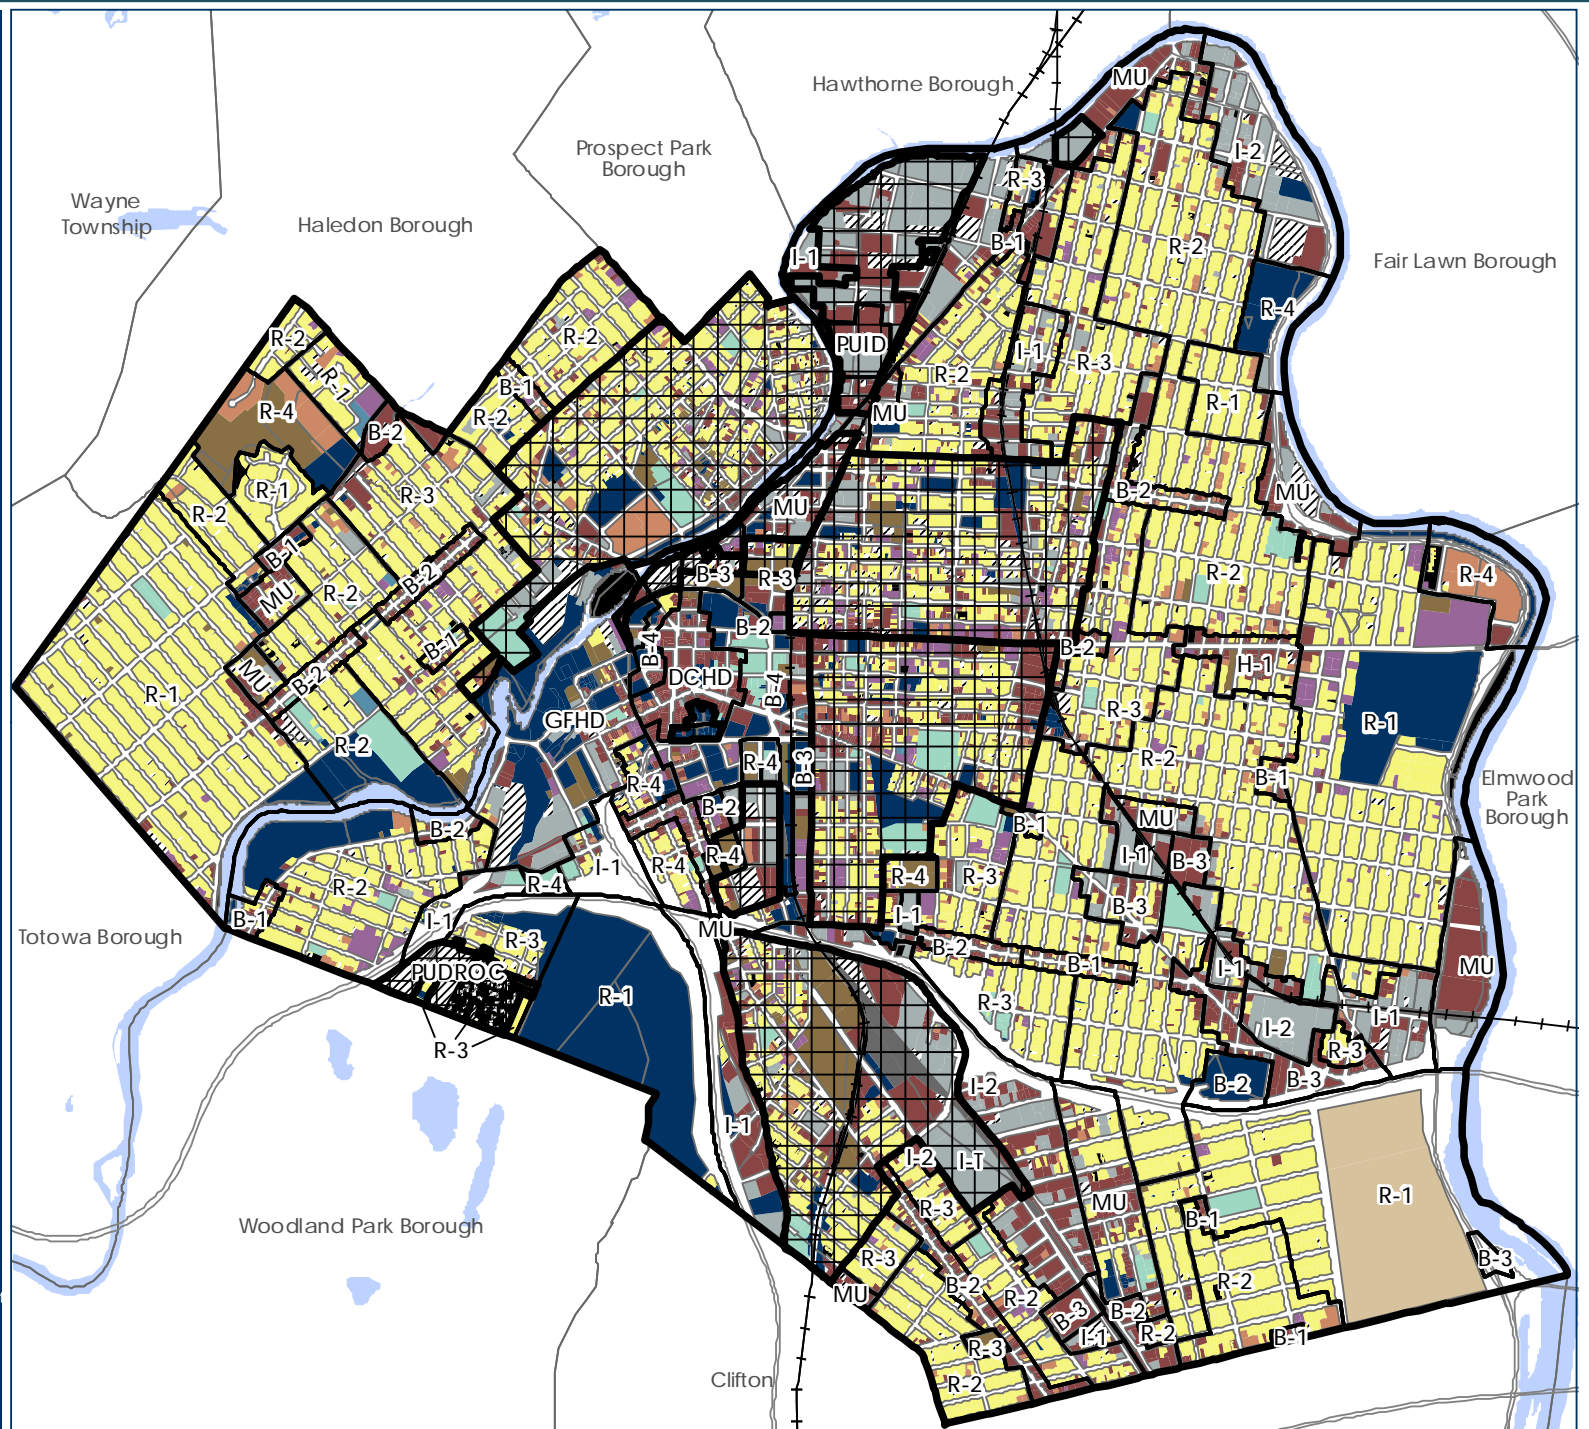 MU
Hawthorne Borough
Prospect Park
Borough
I-2
R-3
Wayne
Township
Haledon Borough
B-1
R-2
I-1
Fair Lawn Borough
R-4
R-2
R-2
PUID
I-1
R-3
R-1
B-1
R-2
R-1
R-4
R-2
MU
B-2
R-1
R-3
B-2
MU
R-2
MU
B-1
B-3
R-3
R-2
R-4
MU
R-2
B-2
B-2
B-4
B-2
B-1
H-1
MU
B-2
DCHD
B-4
R-1
GFHD
R-3
R-1
R-2
R-2
R-4
B-3
R-4
B-1
Elmwood
Park
Borough
B-2
MU
B-2
B-1
I-1
B-3
R-4
R-4
I-1
R-4
R-3
R-4
R-2
B-3
B-1
I-1
I-1
MU
Totowa Borough
R-3
B-2
B-1
I-1
MU
PUDROC
R-1
R-3
I-1
I-2
R-3
R-3
B-2
B-3
I-2
I-1
I-2
I-T
R-1
MU
R-3
B-1
Woodland Park Borough
R-3
B-3
R-2
B-2
MU
R-2
B-3
B-2
I-1
R-2
B-1
R-3
Clifton
R-2